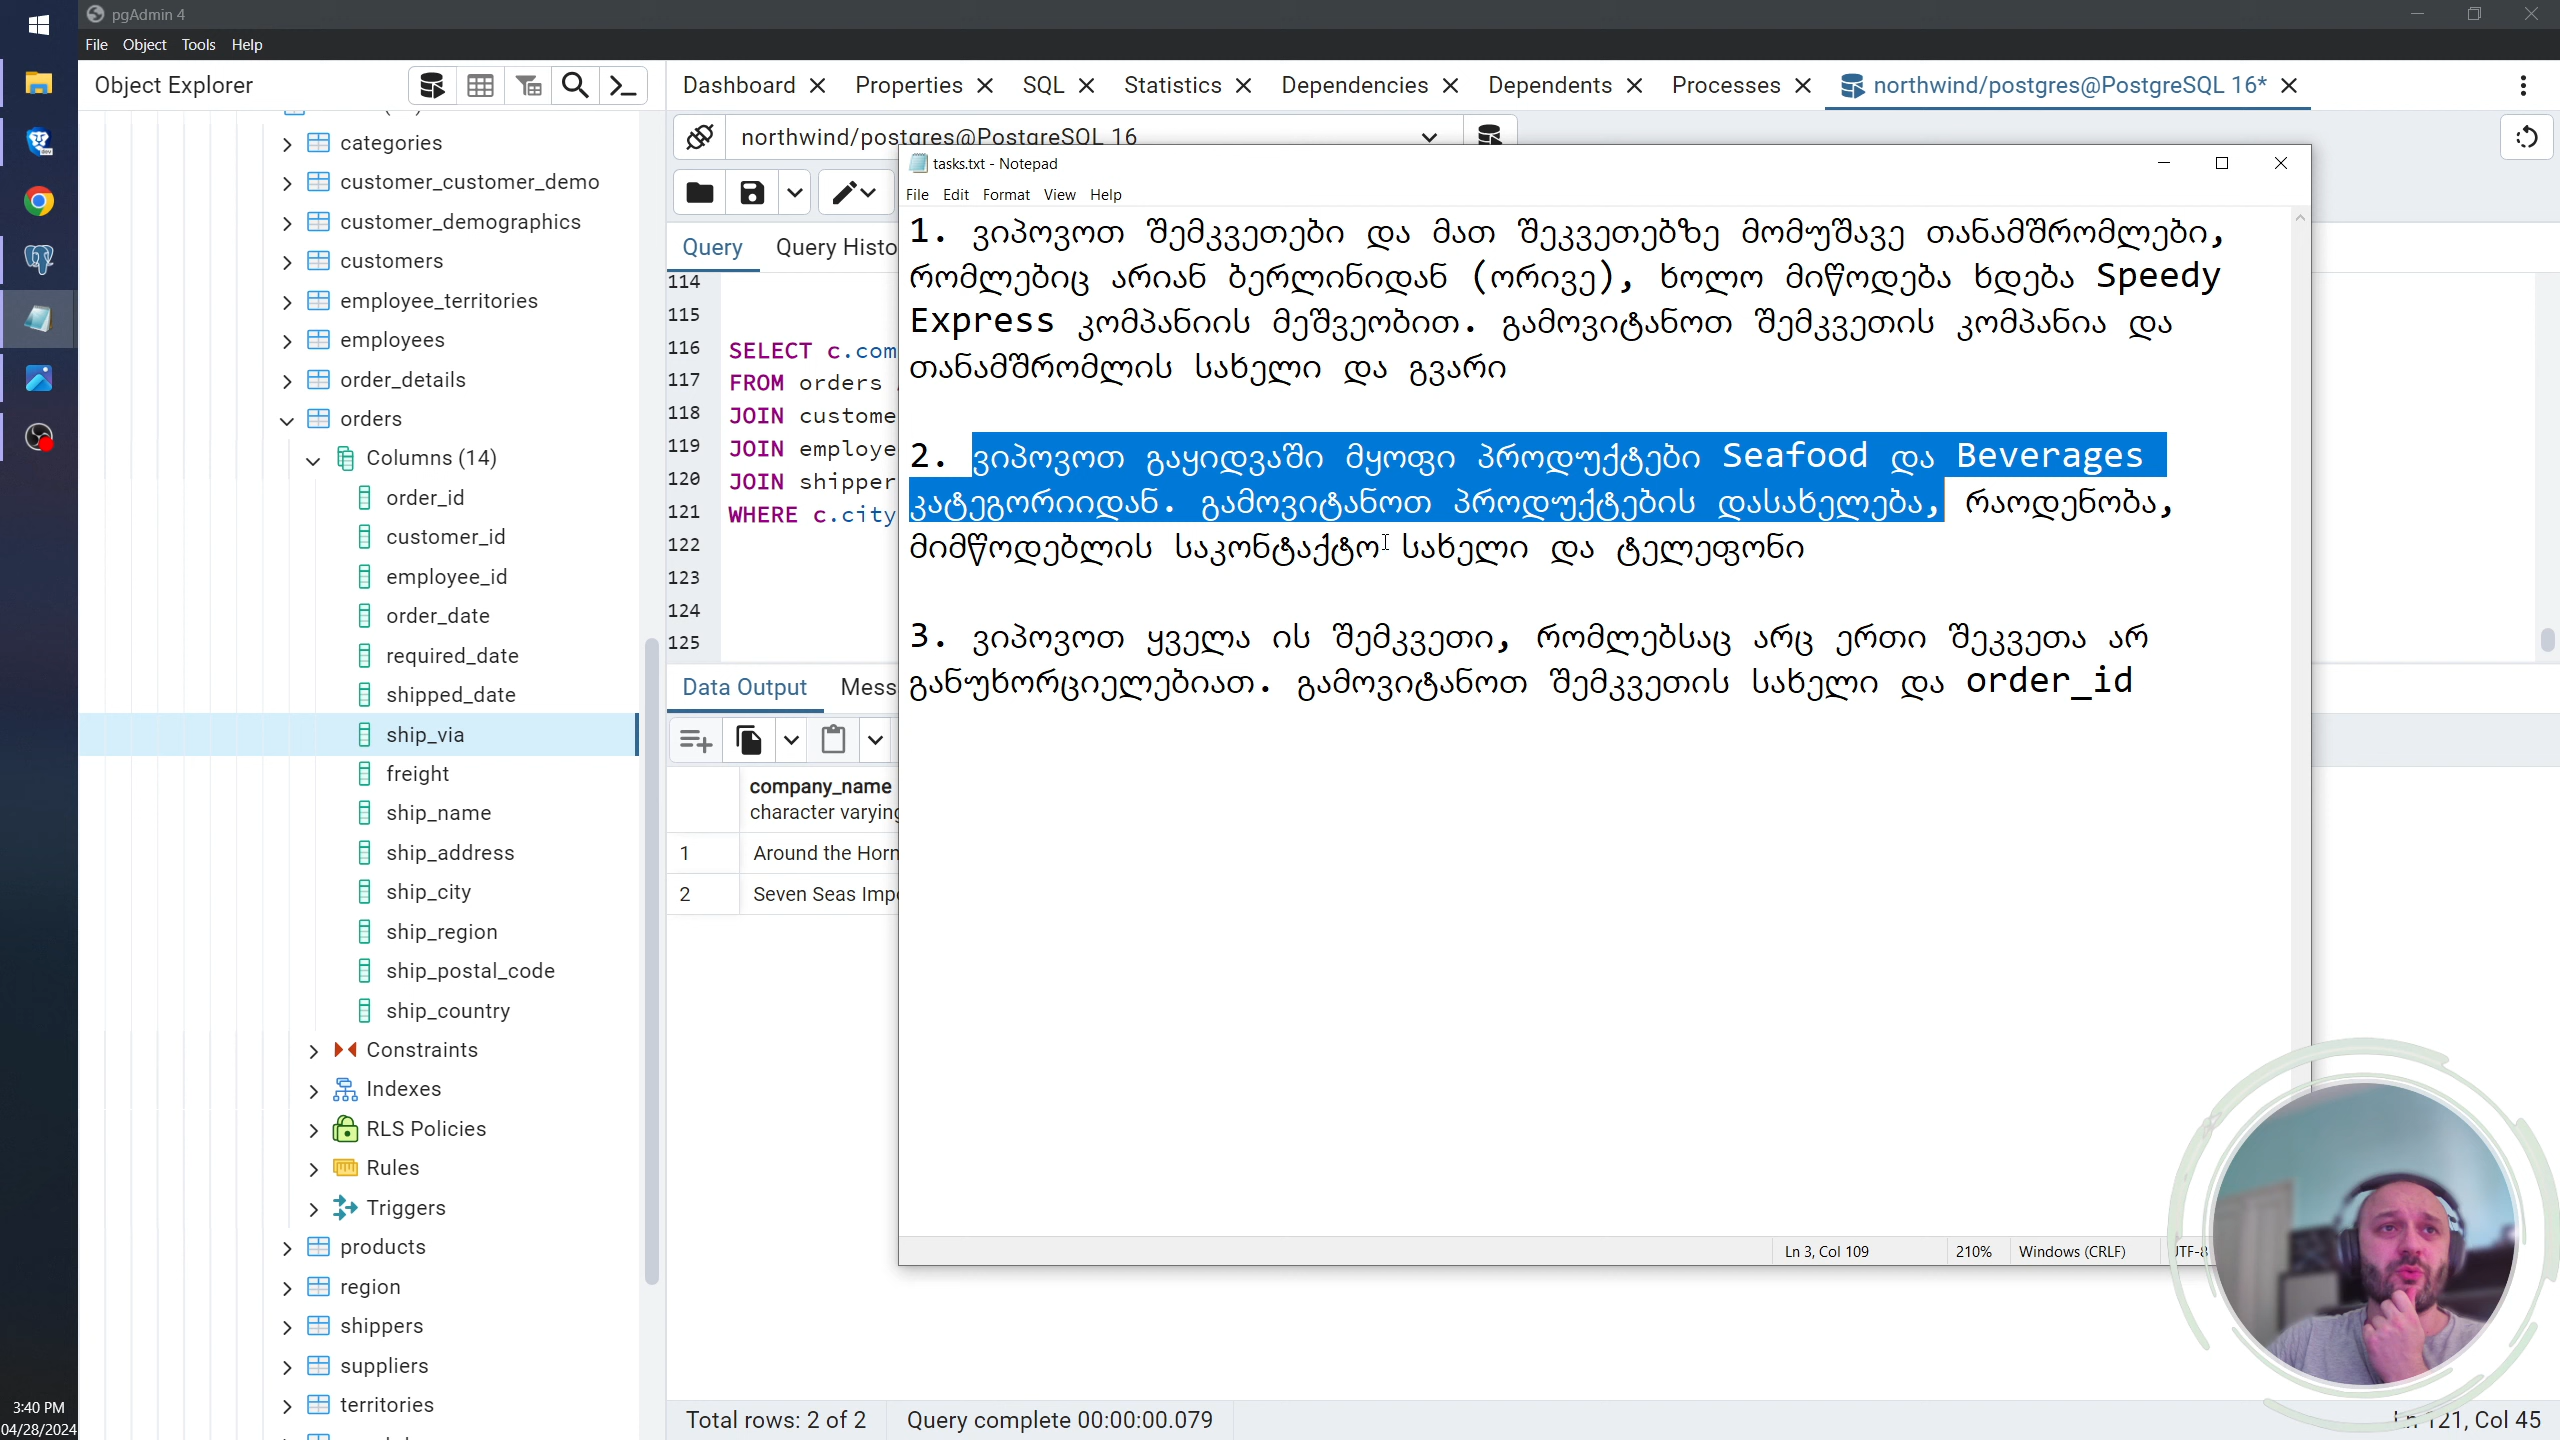 pgAdmin 4
File Object Tools Help
Object Explorer
Dashboard Properties SQL Statistics Dependencies Dependents Processes northwind/postgres@PostgreSQL 16*
northwind/postgres@PostgreSQL 16
Query
categories
customer_customer_demo
customer_demographics
customers
employee_territories
employees
order_details
orders
Columns (14)
order_id
customer_id
employee_id
order_date
required_date
shipped_date
ship_via
freight
ship_name
ship_address
ship_city
ship_region
ship_postal_code
ship_country
Constraints
Indexes
RLS Policies
Rules
Triggers
products
region
shippers
suppliers
territories
114
115
116 SELECT c.com
117 FROM orders
118 JOIN custome
119 JOIN employe
120 JOIN shipper
121 WHERE c.city
122
123
124
125
Data Output
company_name
character varying
1 Around the Horn
2 Seven Seas Imp
tasks.txt - Notepad
File Edit Format View Help
1. ვიპოვოთ შემკვეთები და მათ შეკვეთებზე მომუშავე თანამშრომლები,
რომლებიც არიან ბერლინიდან (ორივე), ხოლო მიწოდება ხდება Speedy
Express კომპანიის მეშვეობით. გამოვიტანოთ შემკვეთის კომპანია და
თანამშრომლის სახელი და გვარი
2. ვიპოვოთ გაყიდვაში მყოფი პროდუქტები Seafood და Beverages
კატეგორიიდან. გამოვიტანოთ პროდუქტების დასახელება, რაოდენობა,
მიმწოდებლის საკონტაქტო სახელი და ტელეფონი
3. ვიპოვოთ ყველა ის შემკვეთი, რომლებსაც არც ერთი შეკვეთა არ
განუხორციელებიათ. გამოვიტანოთ შემკვეთის სახელი და order_id
Ln 3, Col 109 210% Windows (CRLF) UTF-8
Total rows: 2 of 2 Query complete 00:00:00.079
Ln 121, Col 45
3:40 PM
04/28/2024